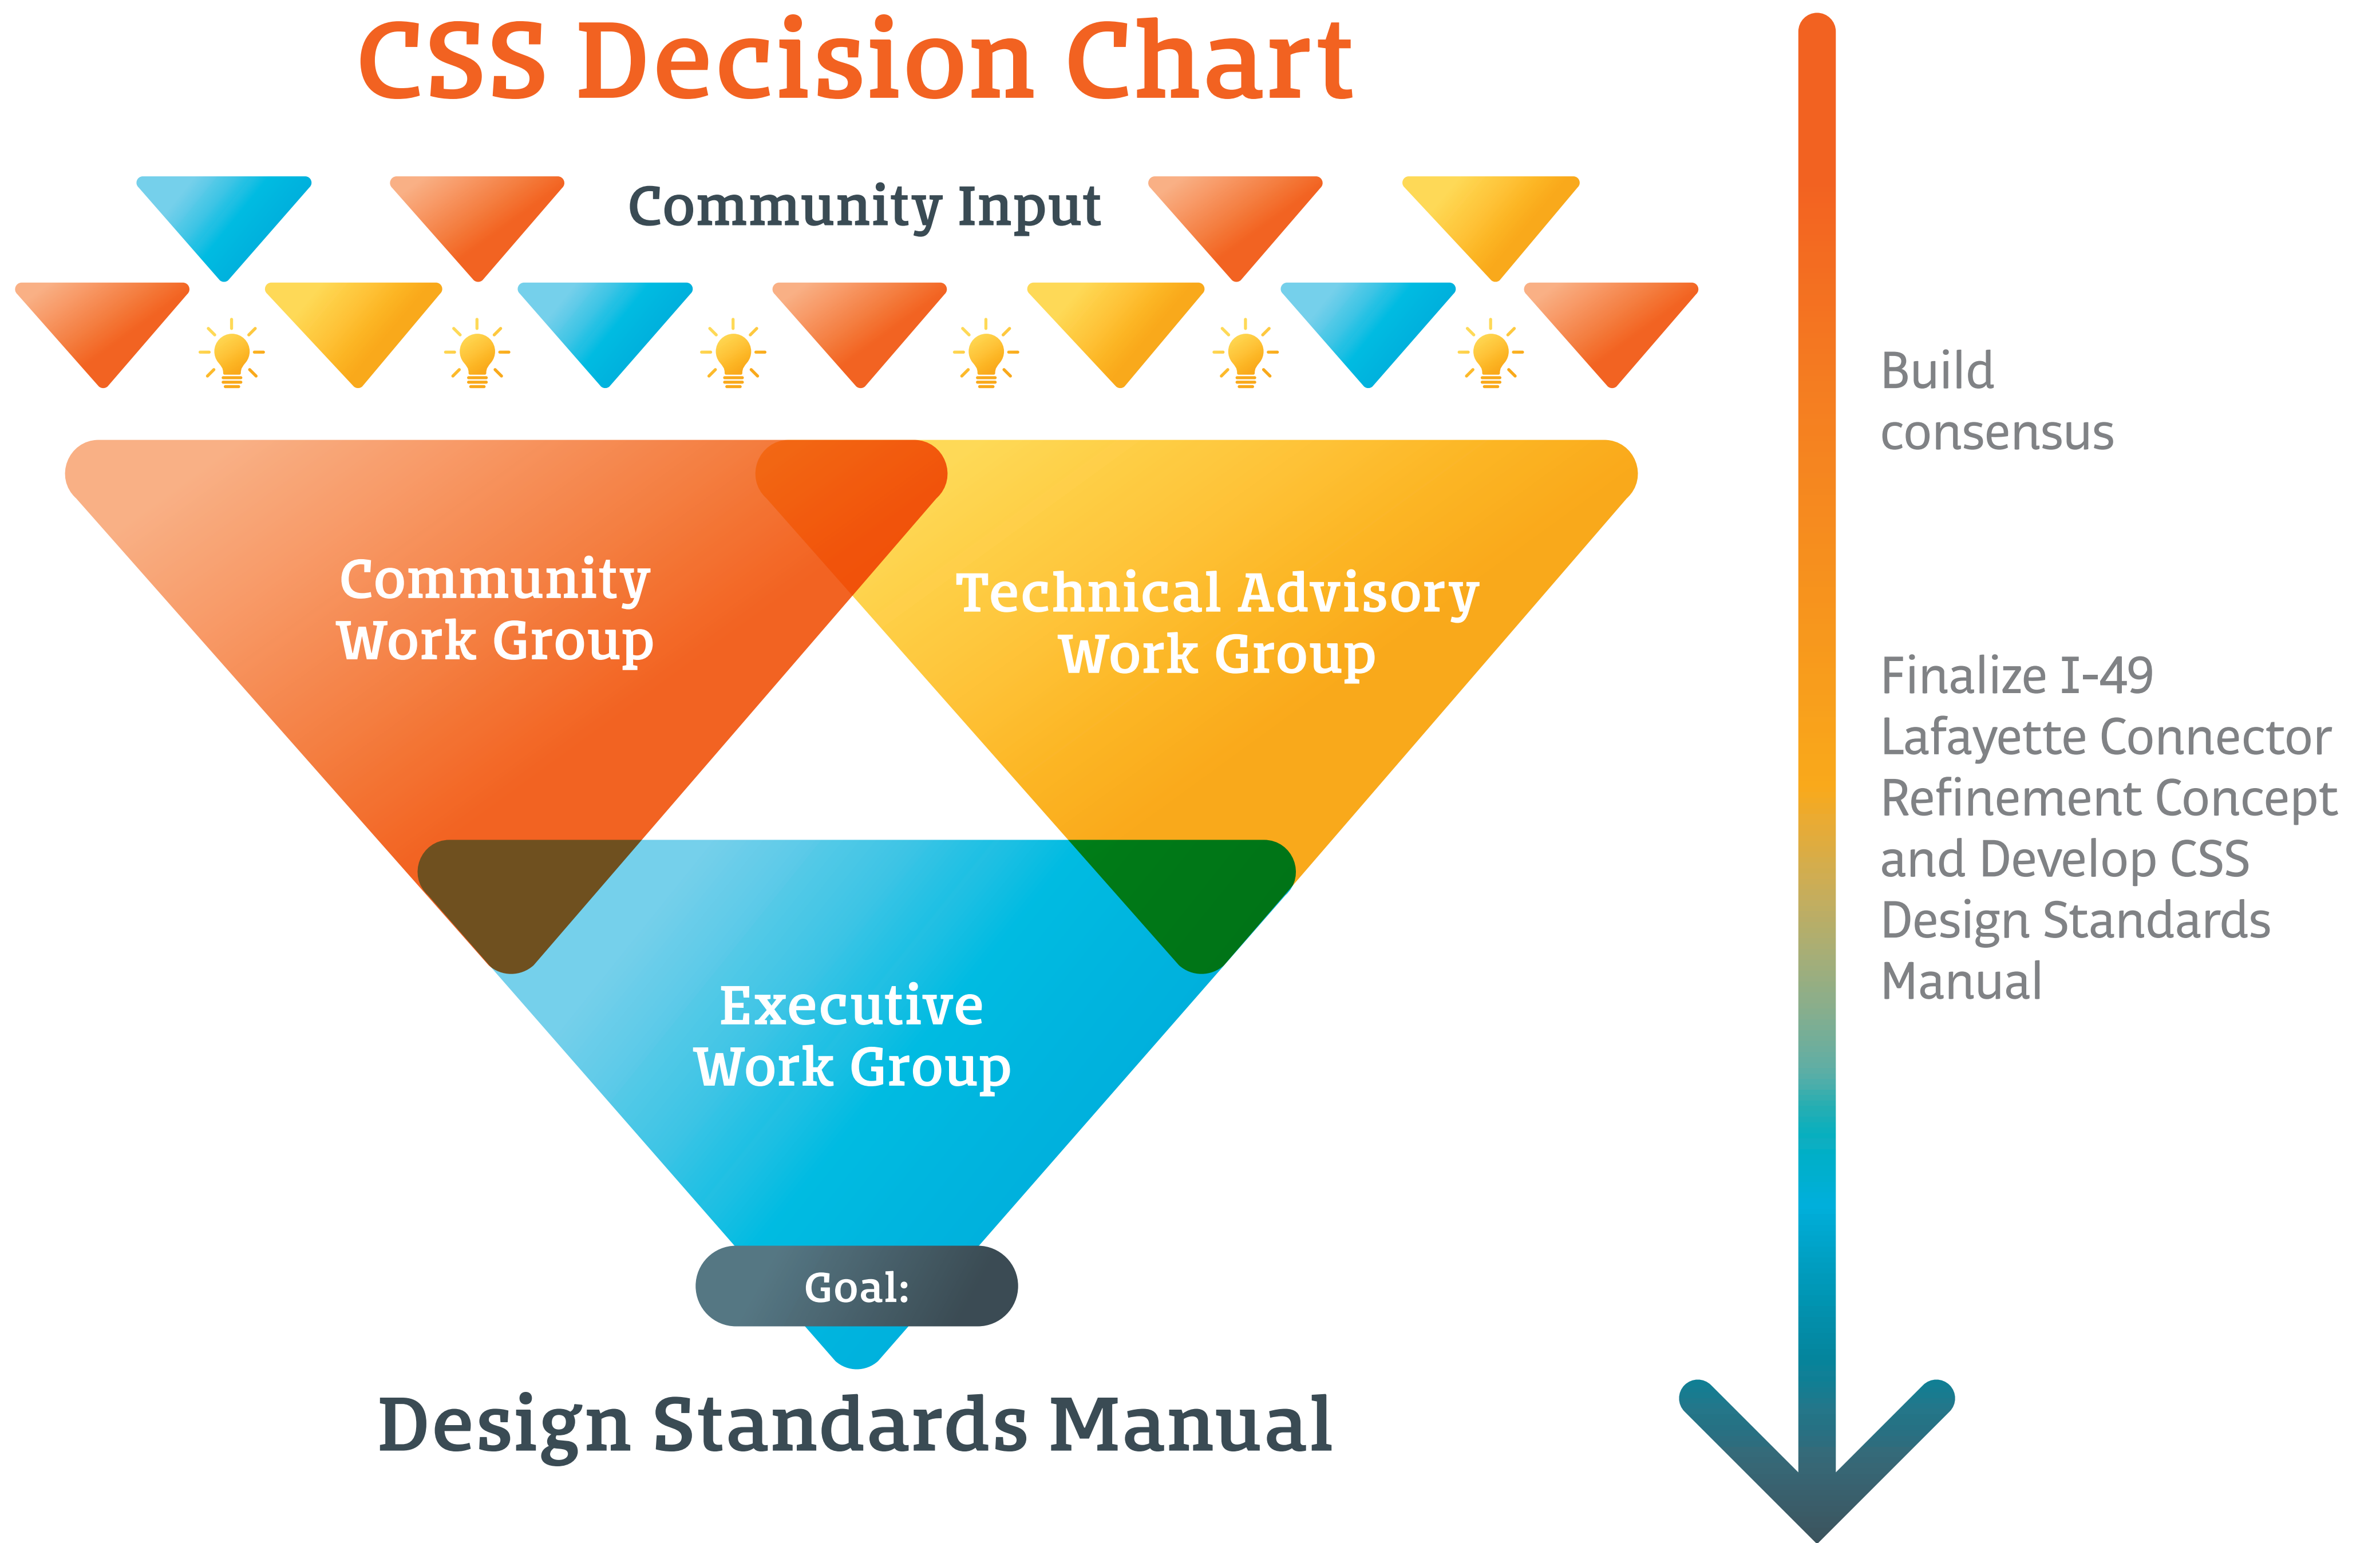 CSS Decision Chart
Community Input
Build
consensus
Community
Work Group
Technical Advisory
Work Group
Finalize I-49
Lafayette Connector
Refinement Concept
and Develop CSS
Design Standards
Manual
Executive
Work Group
Goal:
Design Standards Manual